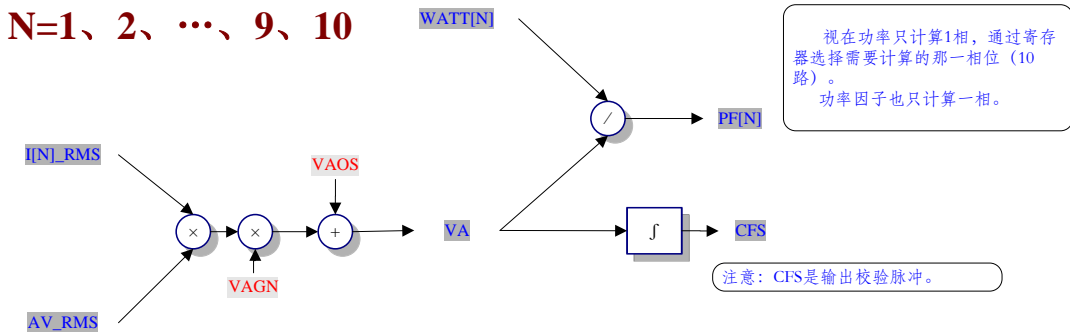 N=1、2、···、9、10
WATT[N]
视在功率只计算1相，通过寄存
器选择需要计算的那一相位（10
路）。
功率因子也只计算一相。
/
PF[N]
I[N]_RMS
VAOS
×
×
+
VA
∫
CFS
VAGN
注意：CFS是输出校验脉冲。
AV_RMS